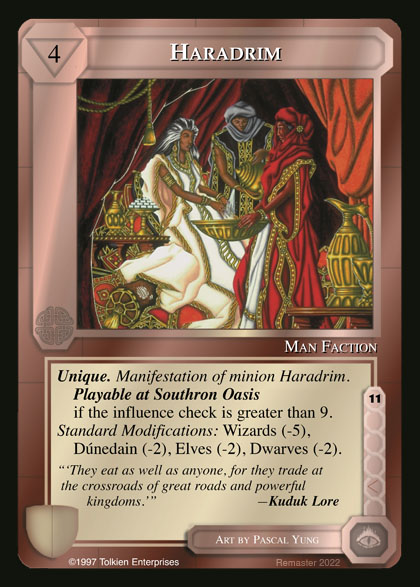 4
HARADRIM
MAN FACTION
Unique. Manifestation of minion Haradrim.
Playable at Southron Oasis
if the influence check is greater than 9.
Standard Modifications: Wizards (-5),
Dúnedain (-2), Elves (-2), Dwarves (-2).
11
“‘They eat as well as anyone, for they trade at
the crossroads of great roads and powerful
kingdoms.’” –Kuduk Lore
ART BY PASCAL YUNG
©1997 Tolkien Enterprises Remaster 2022